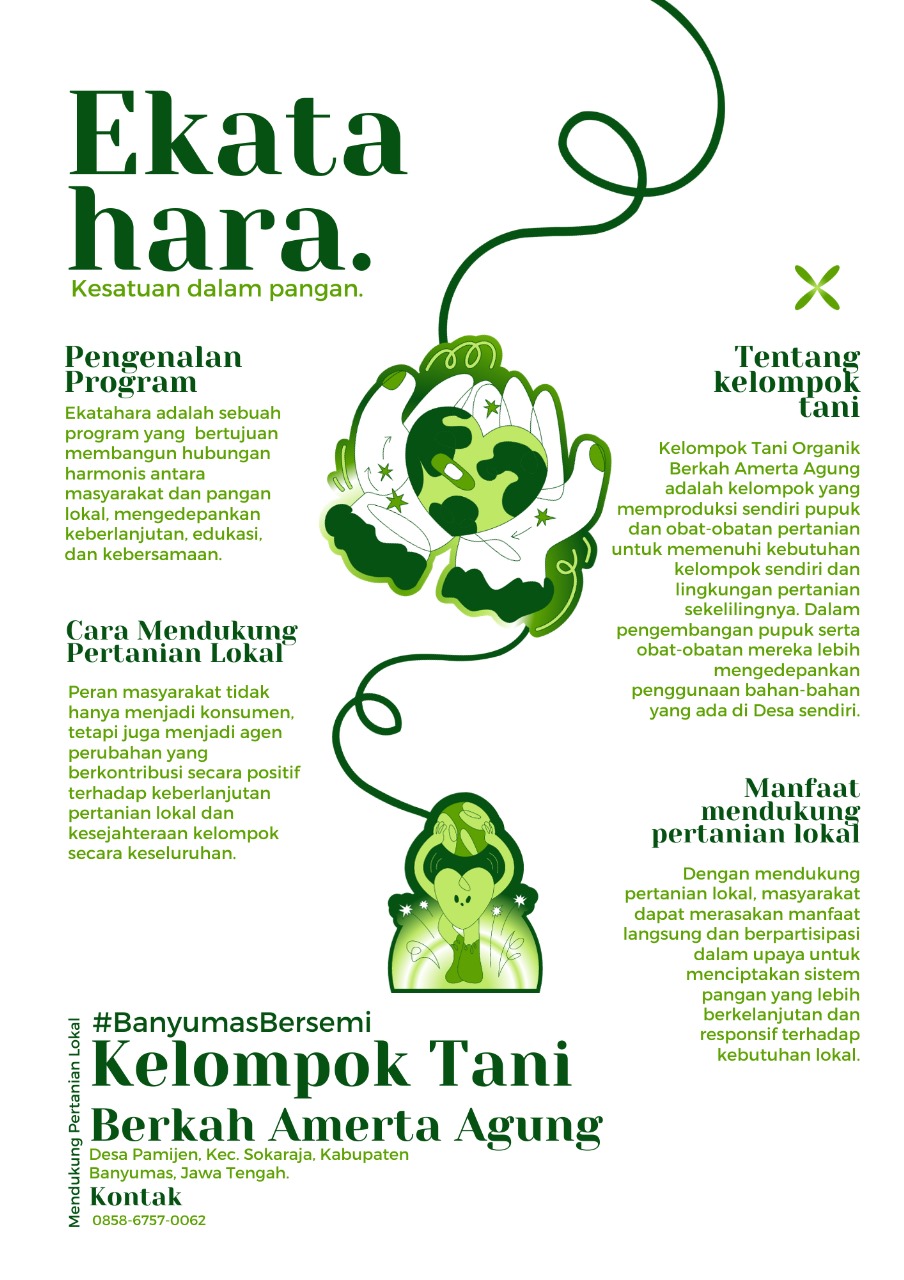 Ekata
hara.
Kesatuan dalam pangan.
Pengenalan
Program
Ekatahara adalah sebuah
program yang bertujuan
membangun hubungan
harmonis antara
masyarakat dan pangan
lokal, mengedepankan
keberlanjutan, edukasi,
dan kebersamaan.
Cara Mendukung
Pertanian Lokal
Peran masyarakat tidak
hanya menjadi konsumen,
tetapi juga menjadi agen
perubahan yang
berkontribusi secara positif
terhadap keberlanjutan
pertanian lokal dan
kesejahteraan kelompok
secara keseluruhan.
Tentang
kelompok
tani
Kelompok Tani Organik
Berkah Amerta Agung
adalah kelompok yang
memproduksi sendiri pupuk
dan obat-obatan pertanian
untuk memenuhi kebutuhan
kelompok sendiri dan
lingkungan pertanian
sekelilingnya. Dalam
pengembangan pupuk serta
obat-obatan mereka lebih
mengedepankan
penggunaan bahan-bahan
yang ada di Desa sendiri.
Manfaat
mendukung
pertanian lokal
Dengan mendukung
pertanian lokal, masyarakat
dapat merasakan manfaat
langsung dan berpartisipasi
dalam upaya untuk
menciptakan sistem
pangan yang lebih
berkelanjutan dan
responsif terhadap
kebutuhan lokal.
Mendukung Pertanian Lokal
#BanyumasBersemi
Kelompok Tani
Berkah Amerta Agung
Desa Pamijen, Kec. Sokaraja, Kabupaten
Banyumas, Jawa Tengah.
Kontak
0858-6757-0062